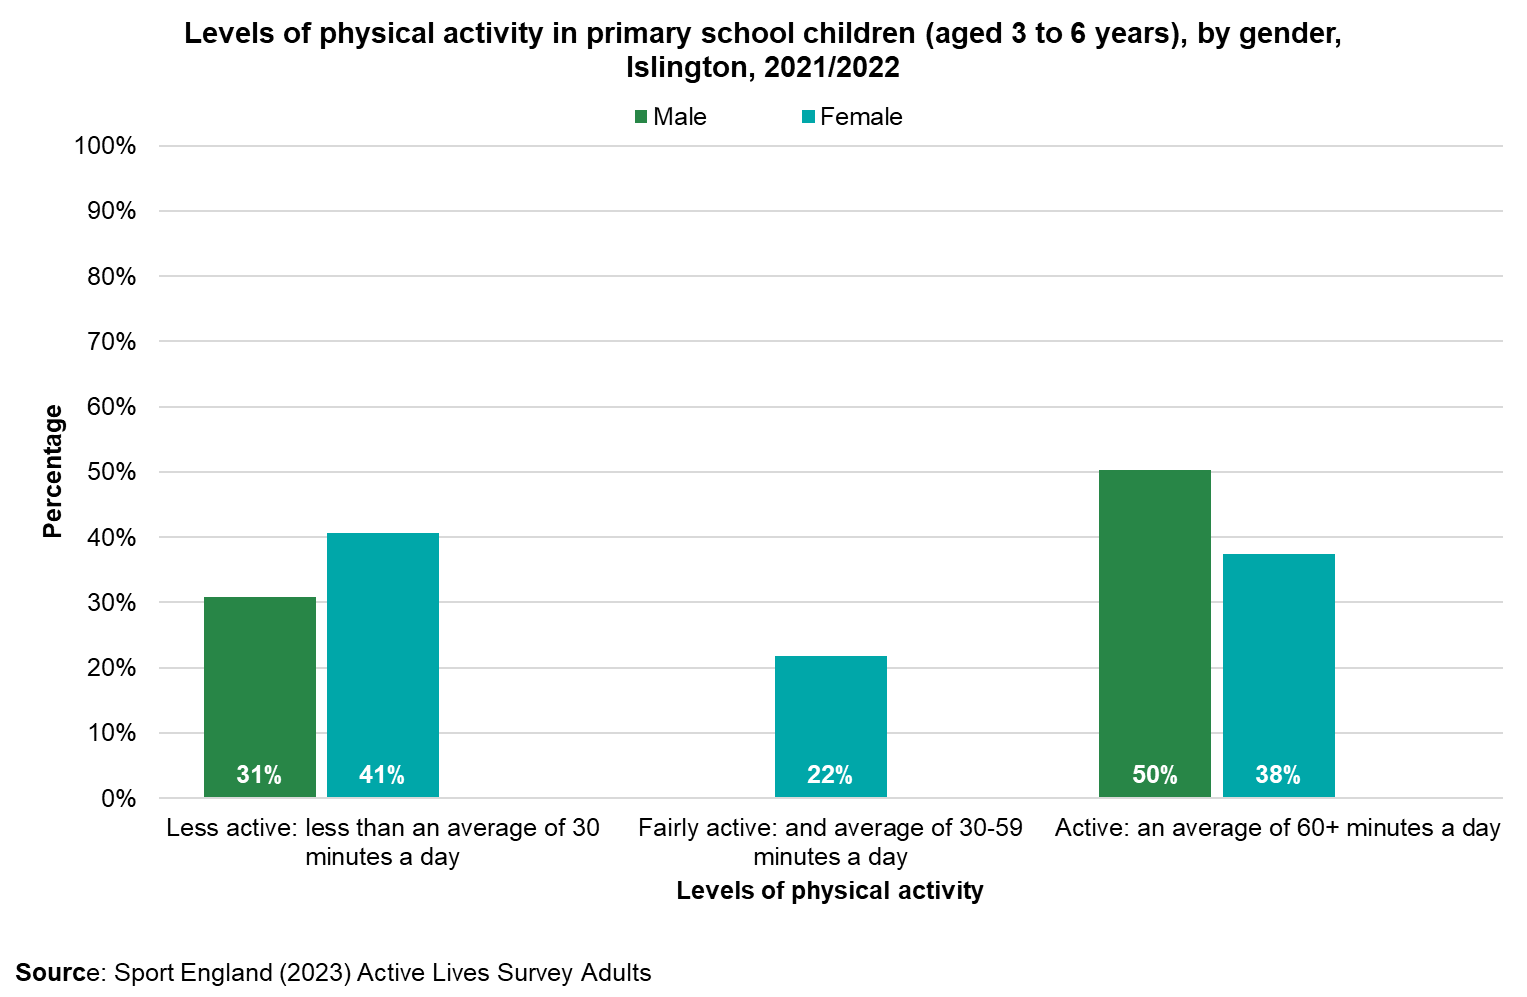 Levels of physical activity in primary school children (aged 3 to 6 years), by gender,
Islington, 2021/2022
Male
Female
100%
90%
80%
70%
60%
50%
40%
30%
20%
10%
0%
Percentage
31%
41%
22%
50%
38%
Less active: less than an average of 30
minutes a day
Fairly active: and average of 30-59
minutes a day
Active: an average of 60+ minutes a day
Levels of physical activity
Source: Sport England (2023) Active Lives Survey Adults